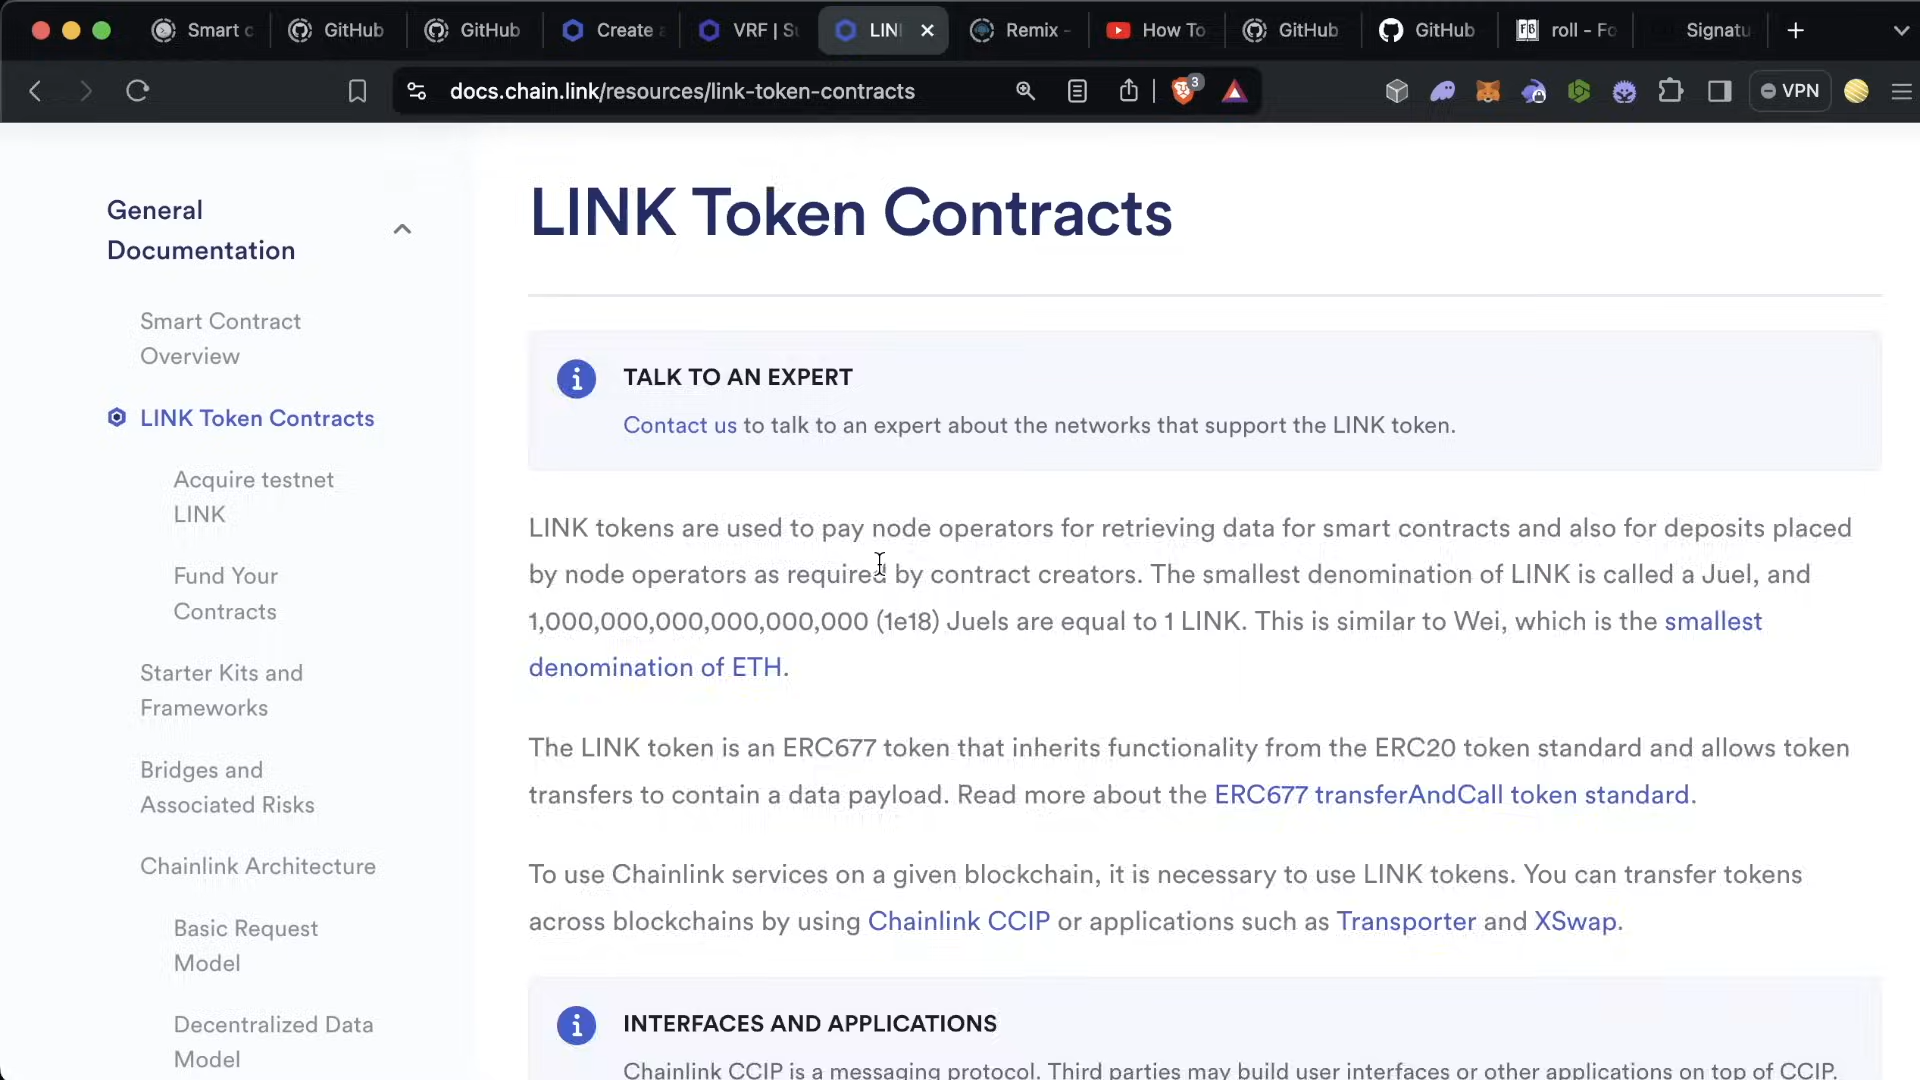 Smart c
GitHub
GitHub
Create a
VRF | Su
LIN
Remix -
How To
GitHub
GitHub
roll - Fo
Signatu
docs.chain.link/resources/link-token-contracts
3
VPN
General
Documentation
Smart Contract
Overview
LINK Token Contracts
Acquire testnet
LINK
Fund Your
Contracts
Starter Kits and
Frameworks
Bridges and
Associated Risks
Chainlink Architecture
Basic Request
Model
Decentralized Data
Model
LINK Token Contracts
TALK TO AN EXPERT
Contact us to talk to an expert about the networks that support the LINK token.
LINK tokens are used to pay node operators for retrieving data for smart contracts and also for deposits placed
by node operators as required by contract creators. The smallest denomination of LINK is called a Juel, and
1,000,000,000,000,000,000 (1e18) Juels are equal to 1 LINK. This is similar to Wei, which is the smallest
denomination of ETH.
The LINK token is an ERC677 token that inherits functionality from the ERC20 token standard and allows token
transfers to contain a data payload. Read more about the ERC677 transferAndCall token standard.
To use Chainlink services on a given blockchain, it is necessary to use LINK tokens. You can transfer tokens
across blockchains by using Chainlink CCIP or applications such as Transporter and XSwap.
INTERFACES AND APPLICATIONS
Chainlink CCIP is a messaging protocol. Third parties may build user interfaces or other applications on top of CCIP.